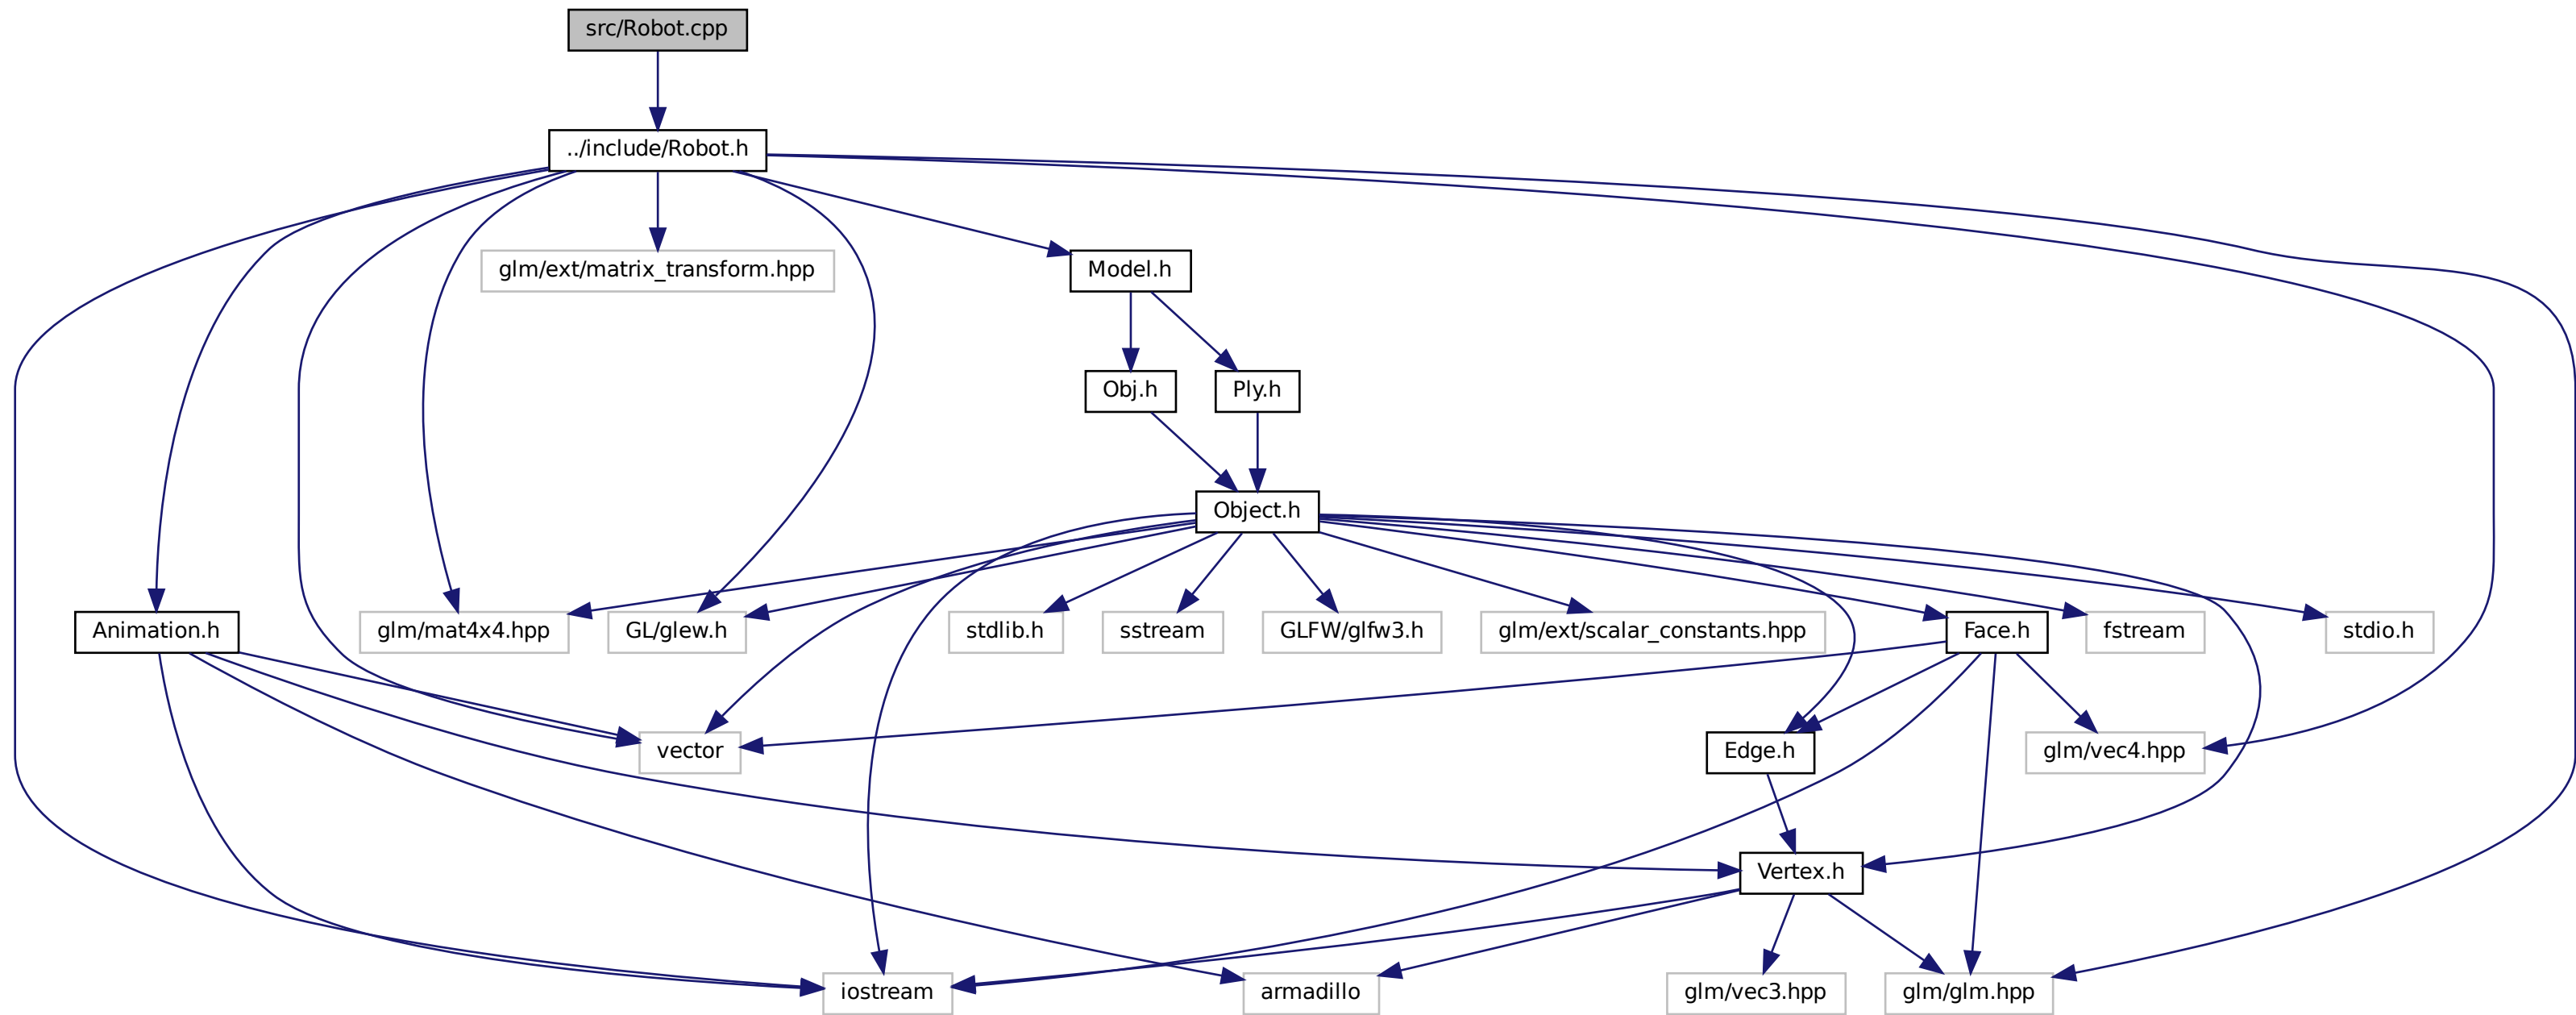 src/Robot.cpp
../include/Robot.h
glm/ext/matrix_transform.hpp
Model.h
Obj.h
Ply.h
Object.h
Animation.h
glm/mat4x4.hpp
GL/glew.h
stdlib.h
sstream
GLFW/glfw3.h
glm/ext/scalar_constants.hpp
Face.h
fstream
stdio.h
vector
Edge.h
glm/vec4.hpp
Vertex.h
iostream
armadillo
glm/vec3.hpp
glm/glm.hpp